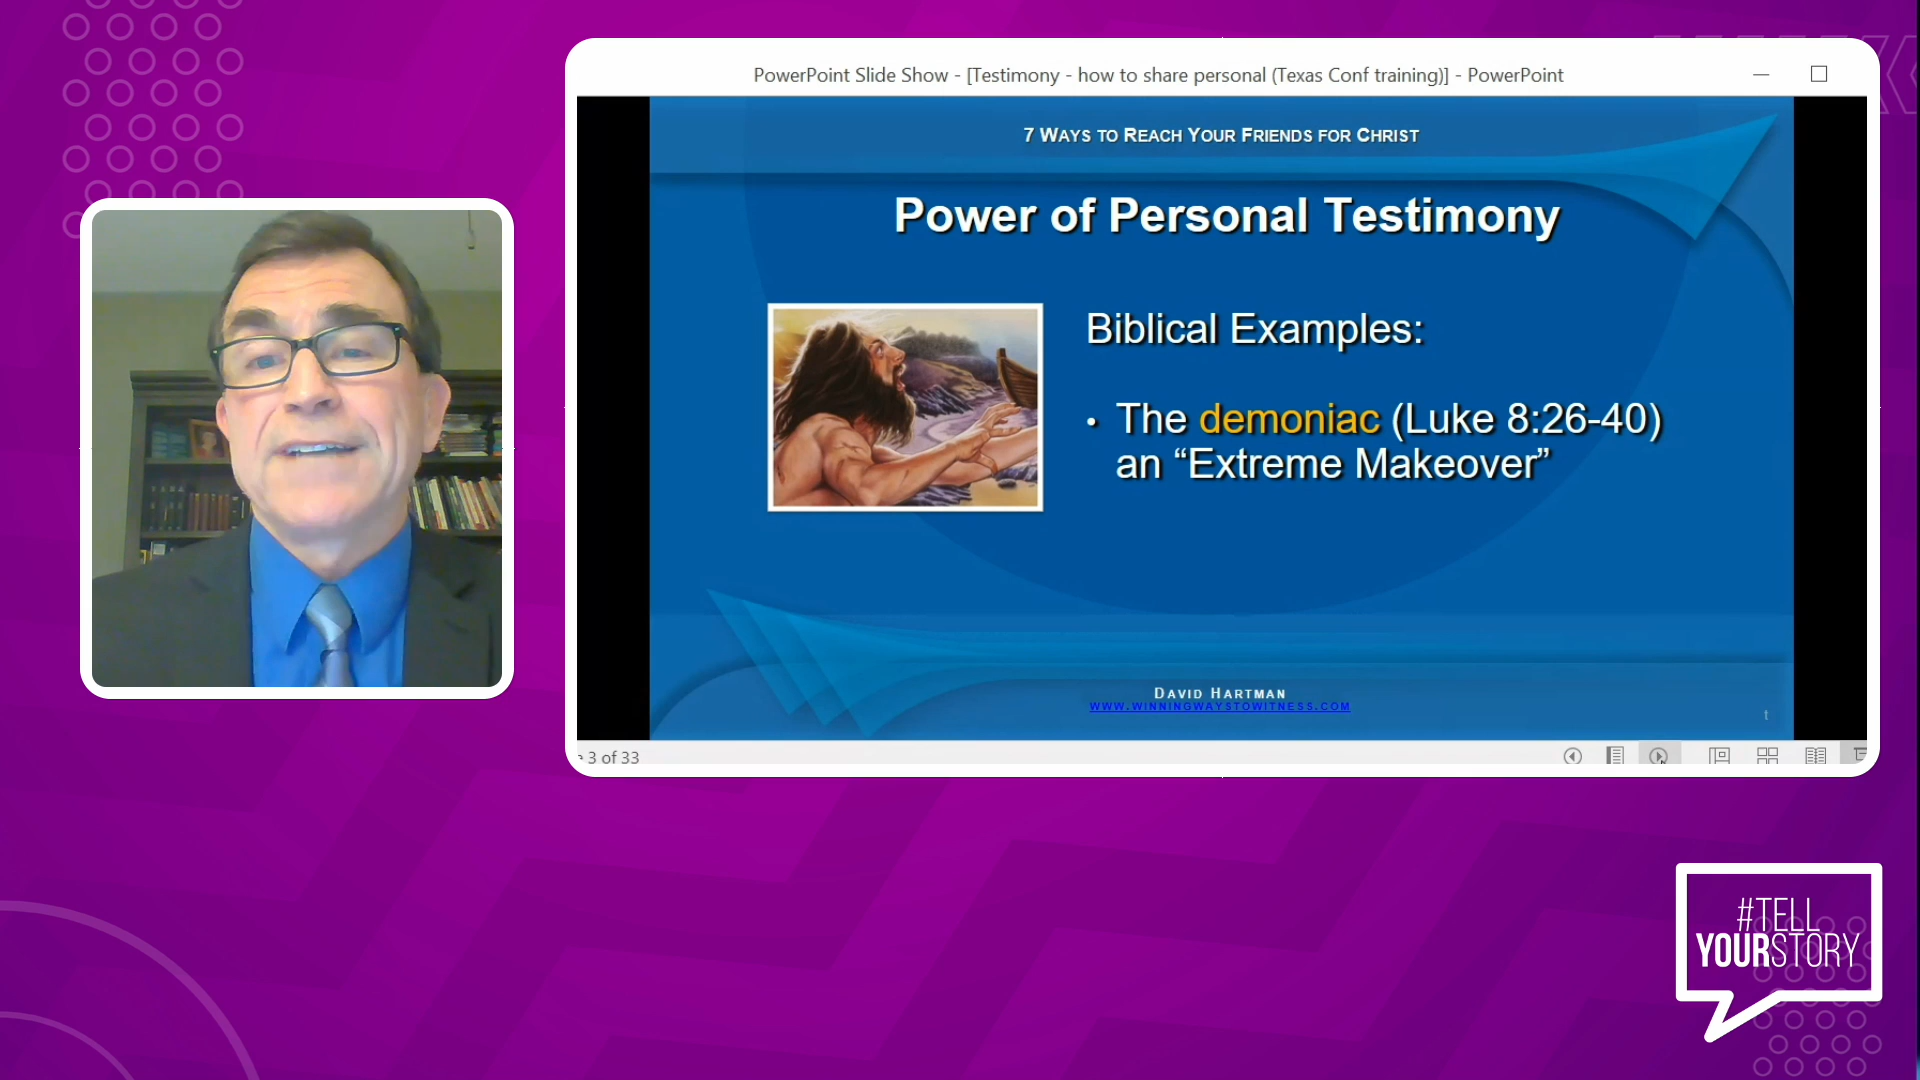 PowerPoint Slide Show - [Testimony - how to share personal (Texas Conf training)] - PowerPoint
7 WAYS TO REACH YOUR FRIENDS FOR CHRIST
Power of Personal Testimony
Biblical Examples:
• The demoniac (Luke 8:26-40)
an “Extreme Makeover”
DAVID HARTMAN
WWW.WINNINGWAYSTOWITNESS.COM
t
3 of 33
#TELL
YOURSTORY